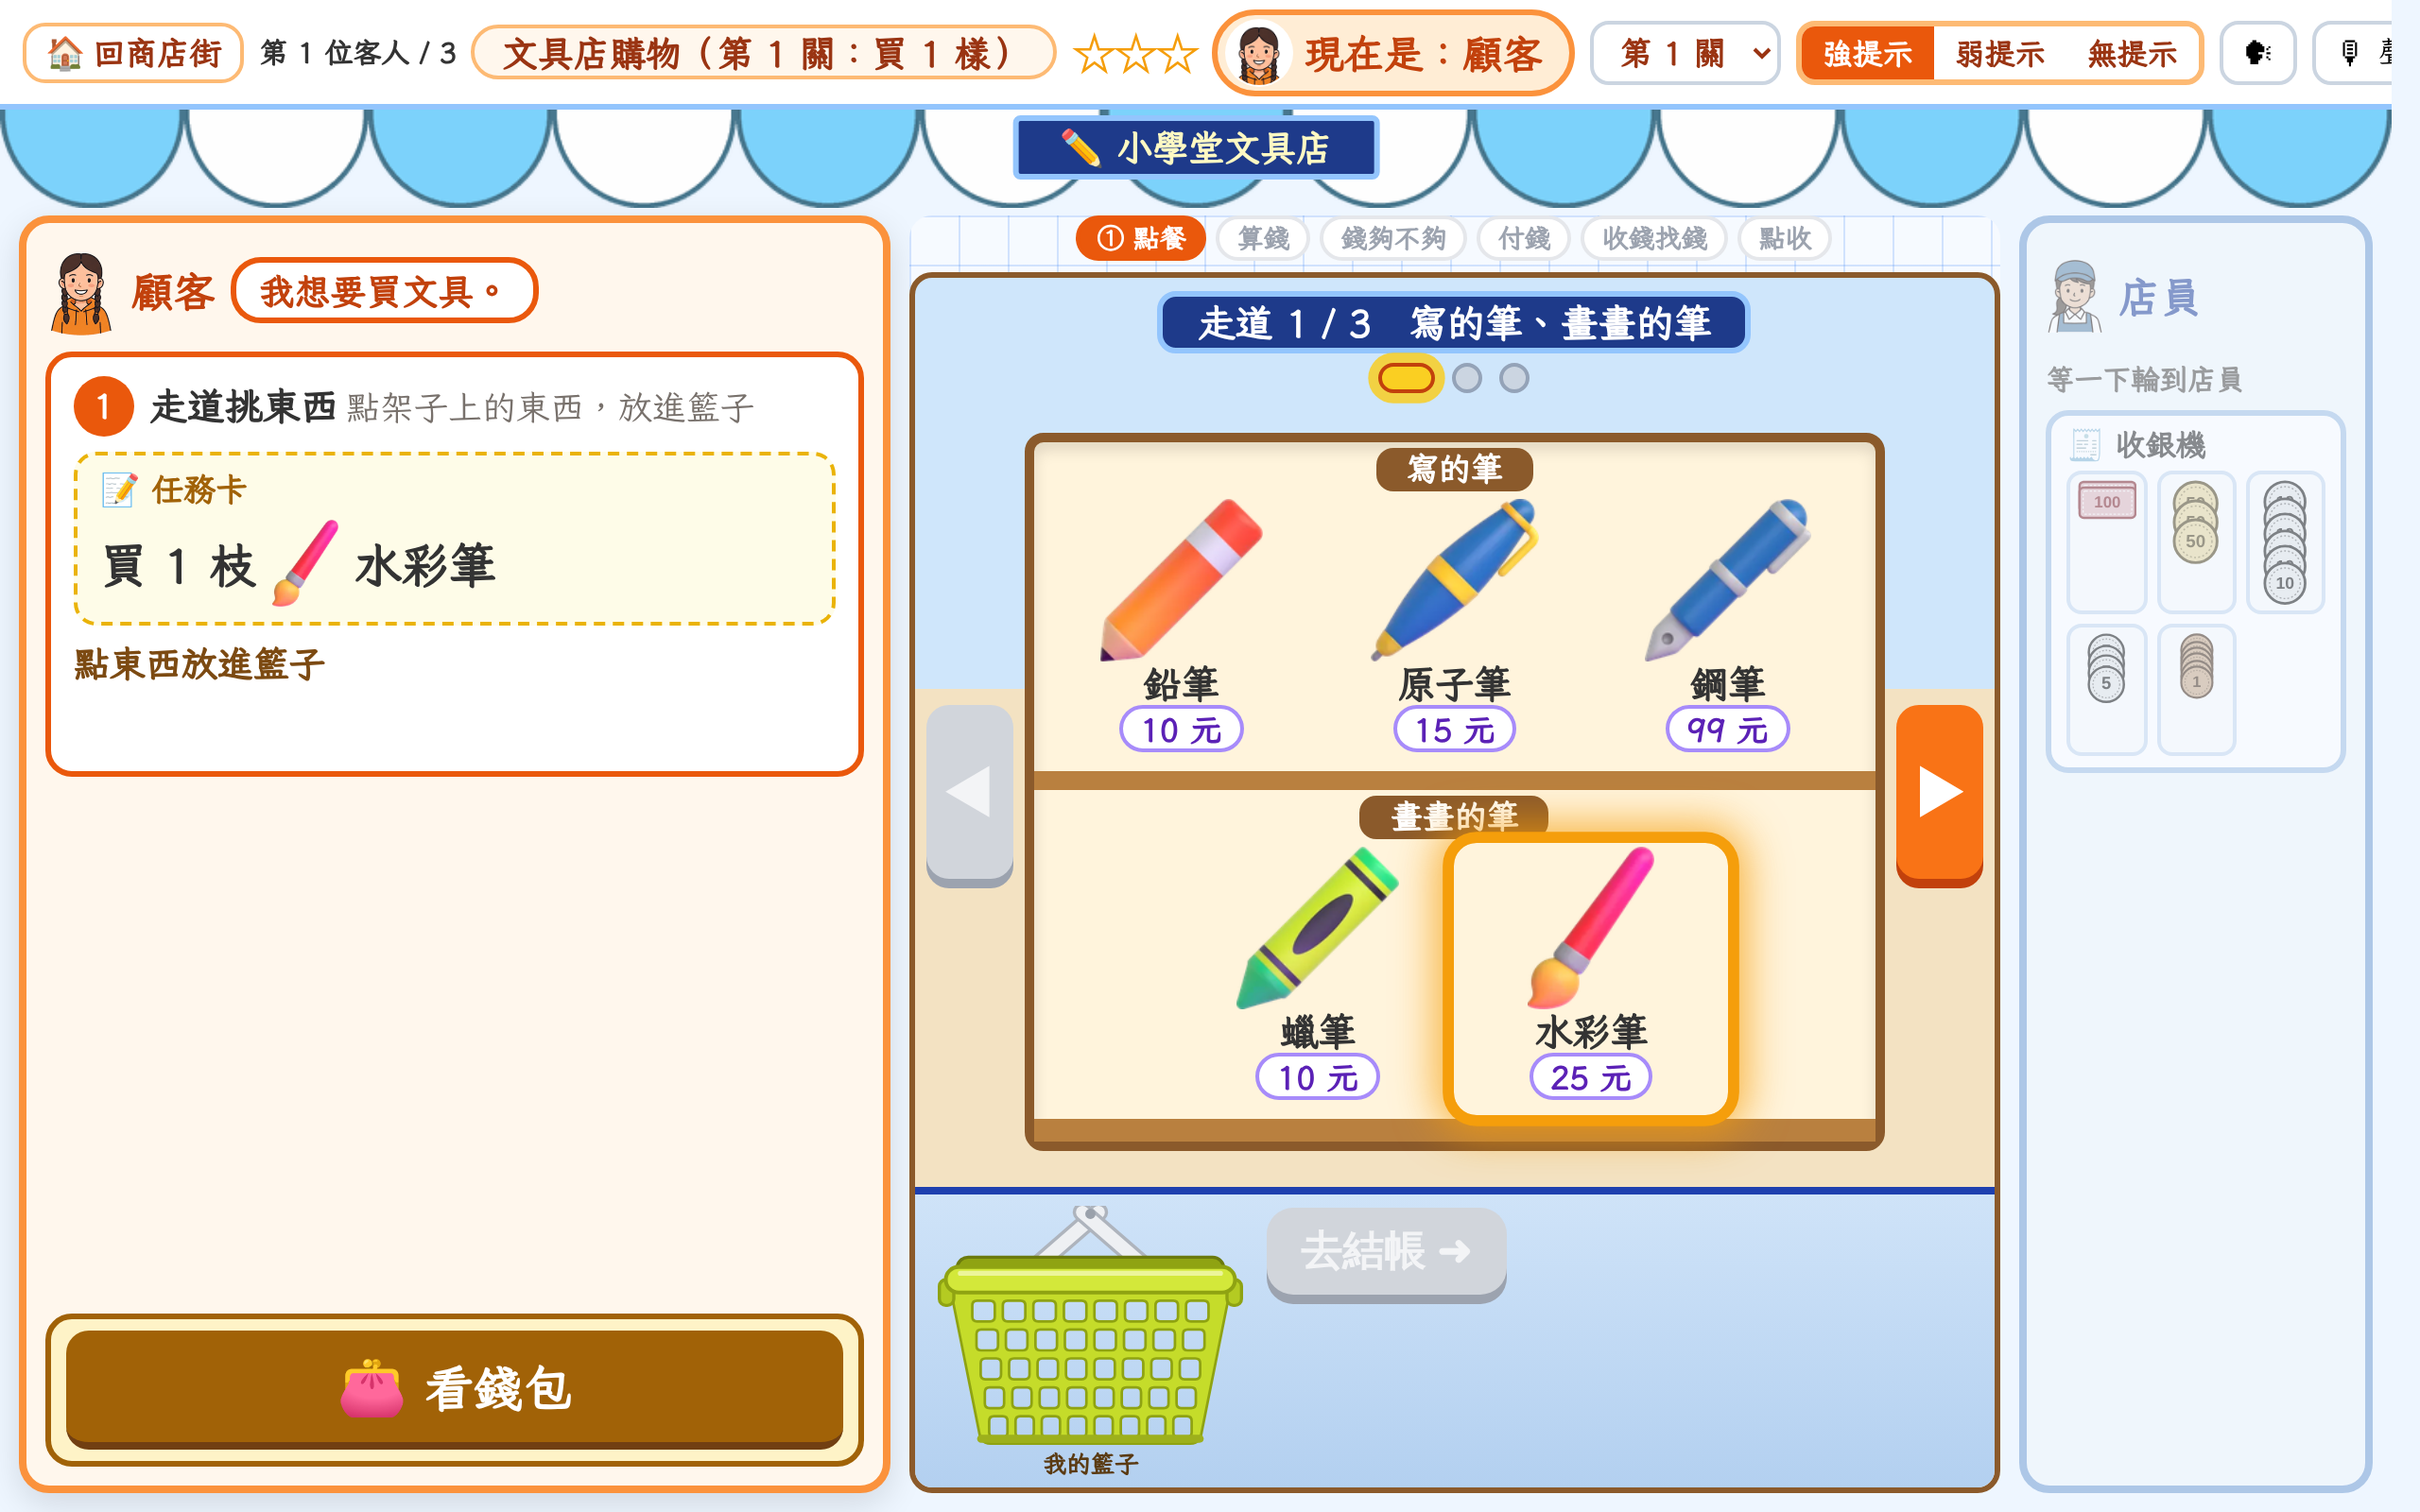 回商店街
第 1 位客人 / 3
文具店購物（第 1 關：買 1 樣）
現在是：顧客
第 1 關
強提示 弱提示 無提示
小學堂文具店
顧客
我想要買文具。
1 走道挑東西 點架子上的東西，放進籃子
任務卡
買 1 枝 水彩筆
點東西放進籃子
看錢包
① 點餐 算錢 錢夠不夠 付錢 收錢找錢 點收
走道 1 / 3 寫的筆、畫畫的筆
寫的筆
鉛筆 原子筆 鋼筆
10 元 15 元 99 元
畫畫的筆
蠟筆 水彩筆
10 元 25 元
去結帳 ➜
我的籃子
店員
等一下輪到店員
收銀機
100 50 10
5 1